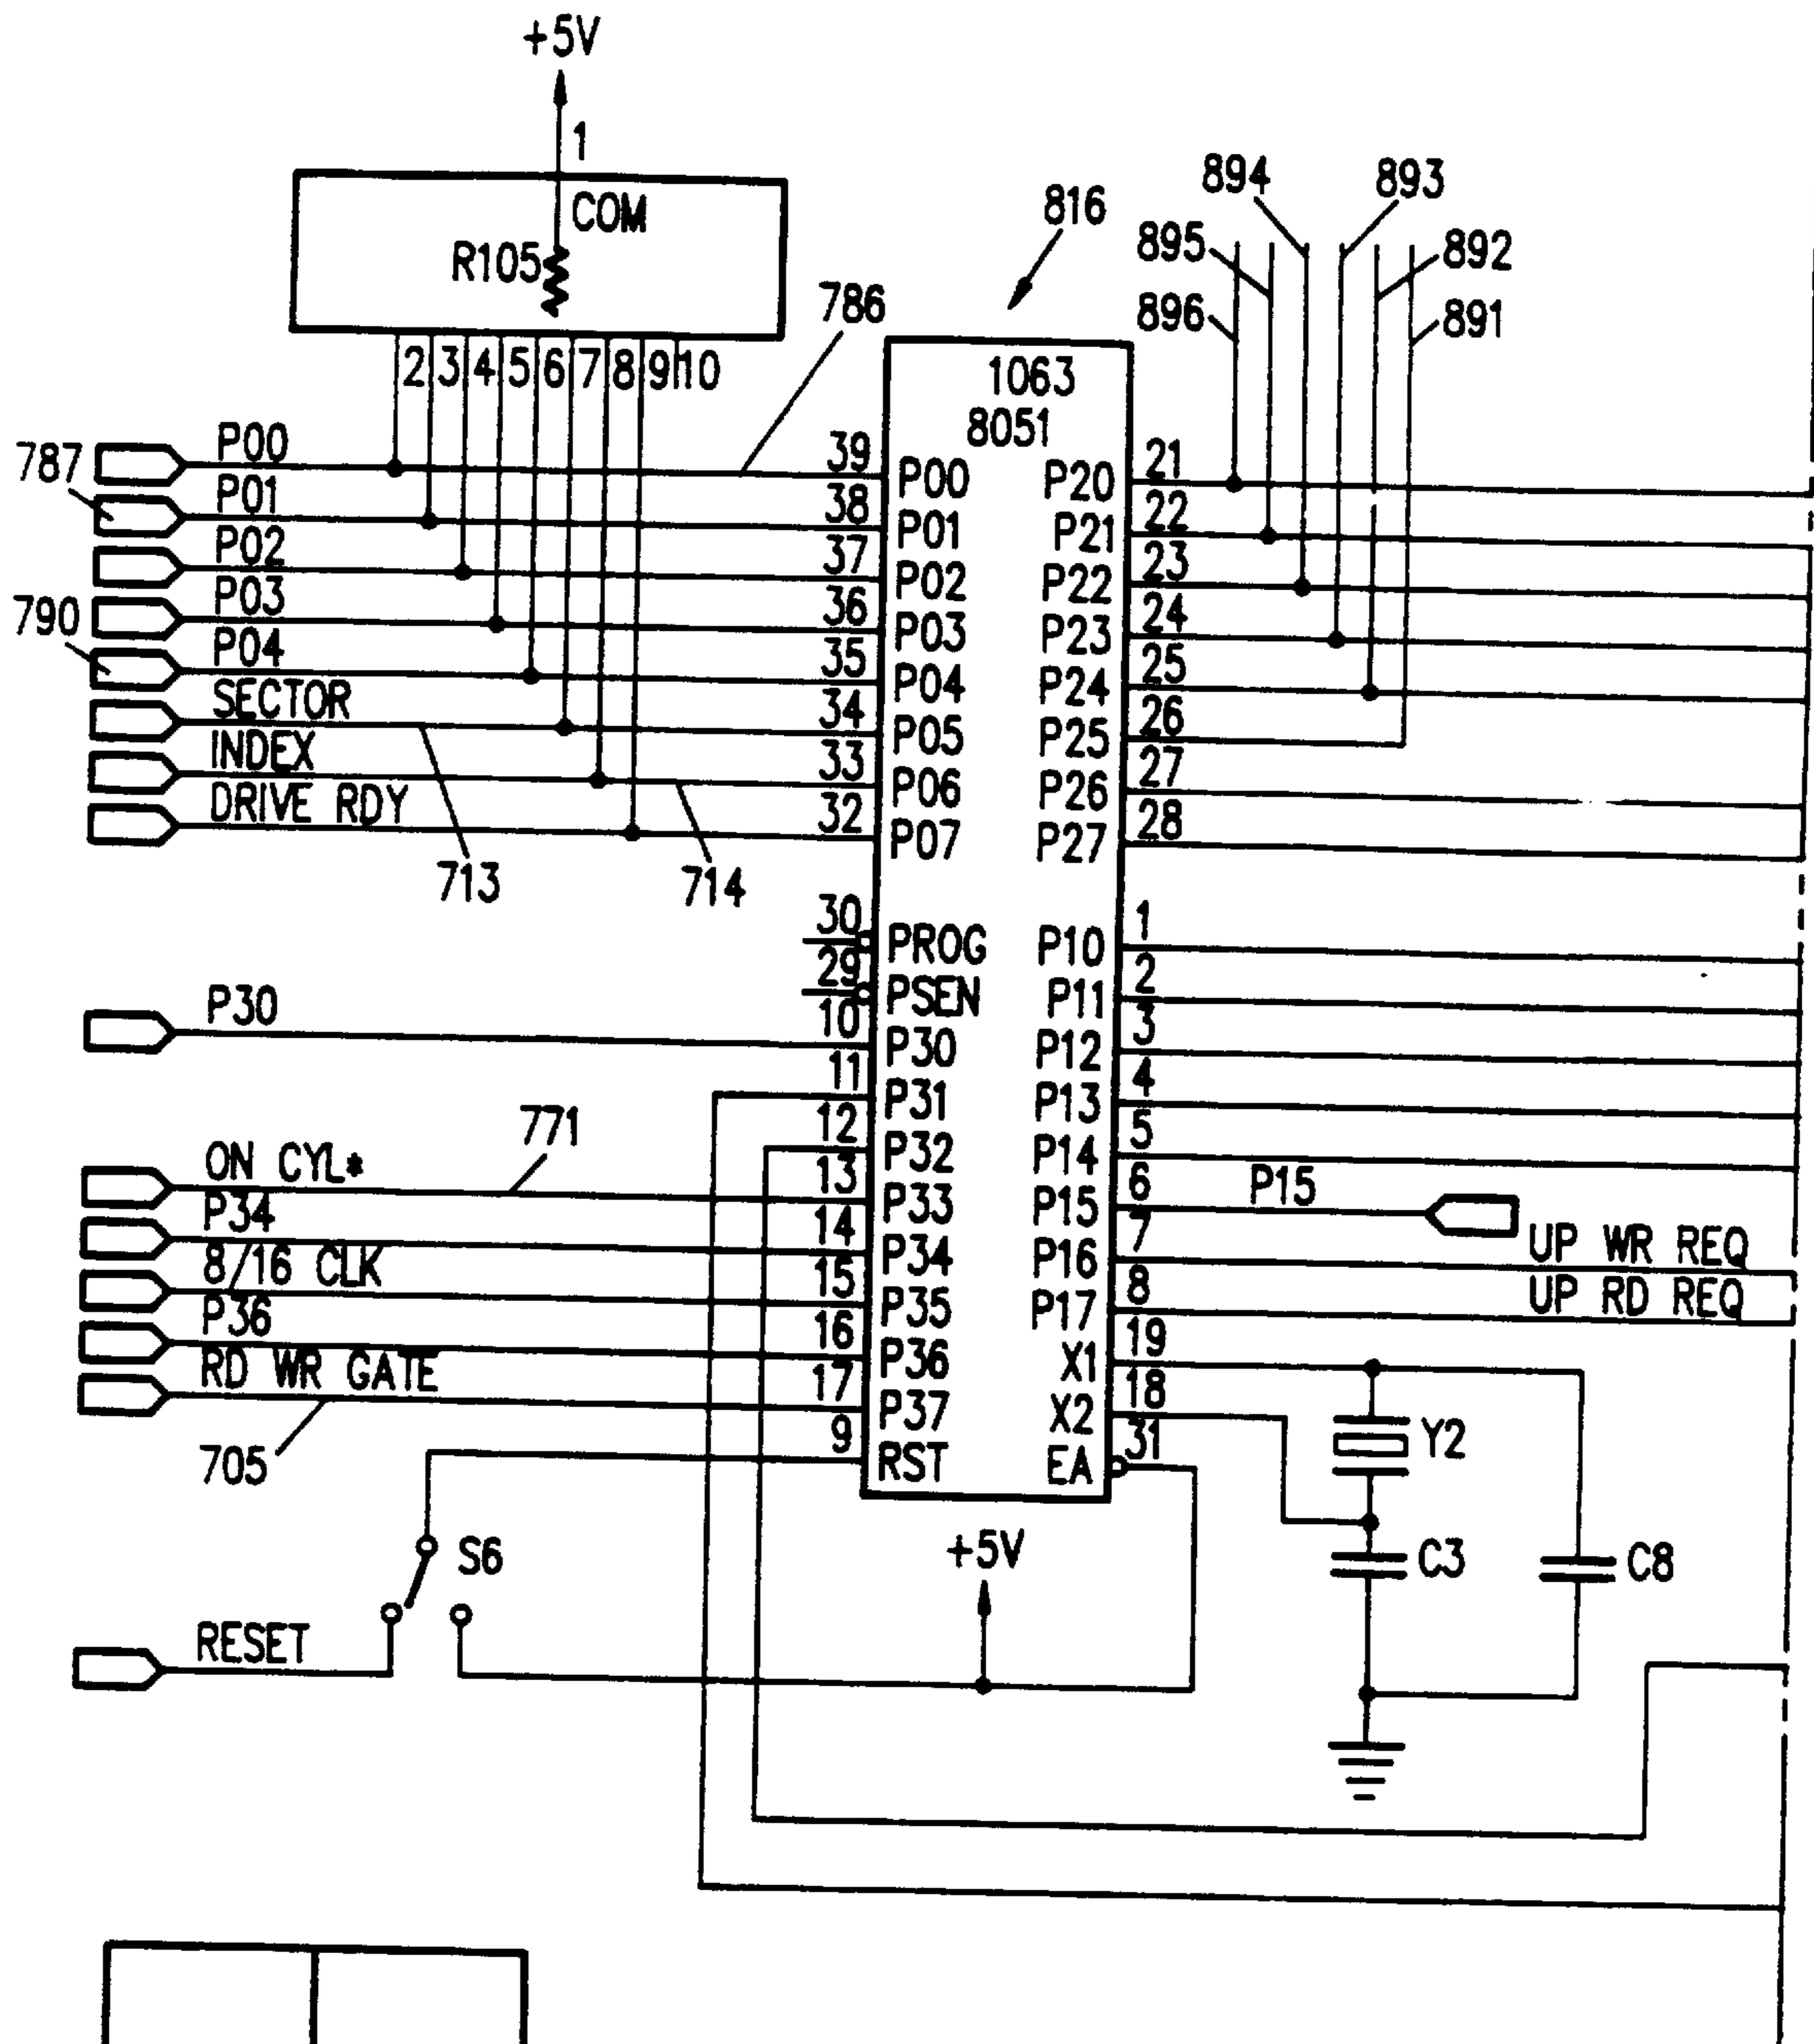 +5V
1
COM
R105
2 3 4 5 6 7 8 9 10
786
816
894 893
895 892
896 891
1063
8051
787
790
P00 39 P00 P20 21
P01 38 P01 P21 22
P02 37 P02 P22 23
P03 36 P03 P23 24
P04 35 P04 P24 25
SECTOR 34 P05 P25 26
INDEX 33 P06 P26 27
DRIVE RDY 32 P07 P27 28
713 714
30 PROG P10 1
29 PSEN P11 2
P30 10 P30 P12 3
11 P31 P13 4
771
12 P32 P14 5
ON CYL* 13 P33 P15 6 P15
P34 14 P34 P16 7 UP WR REQ
8/16 CLK 15 P35 P17 8 UP RD REQ
P36 16 P36 X1 19
RD WR GATE 17 P37 X2 18
705
9 RST EA 31
Y2
S6
+5V
C3 C8
RESET